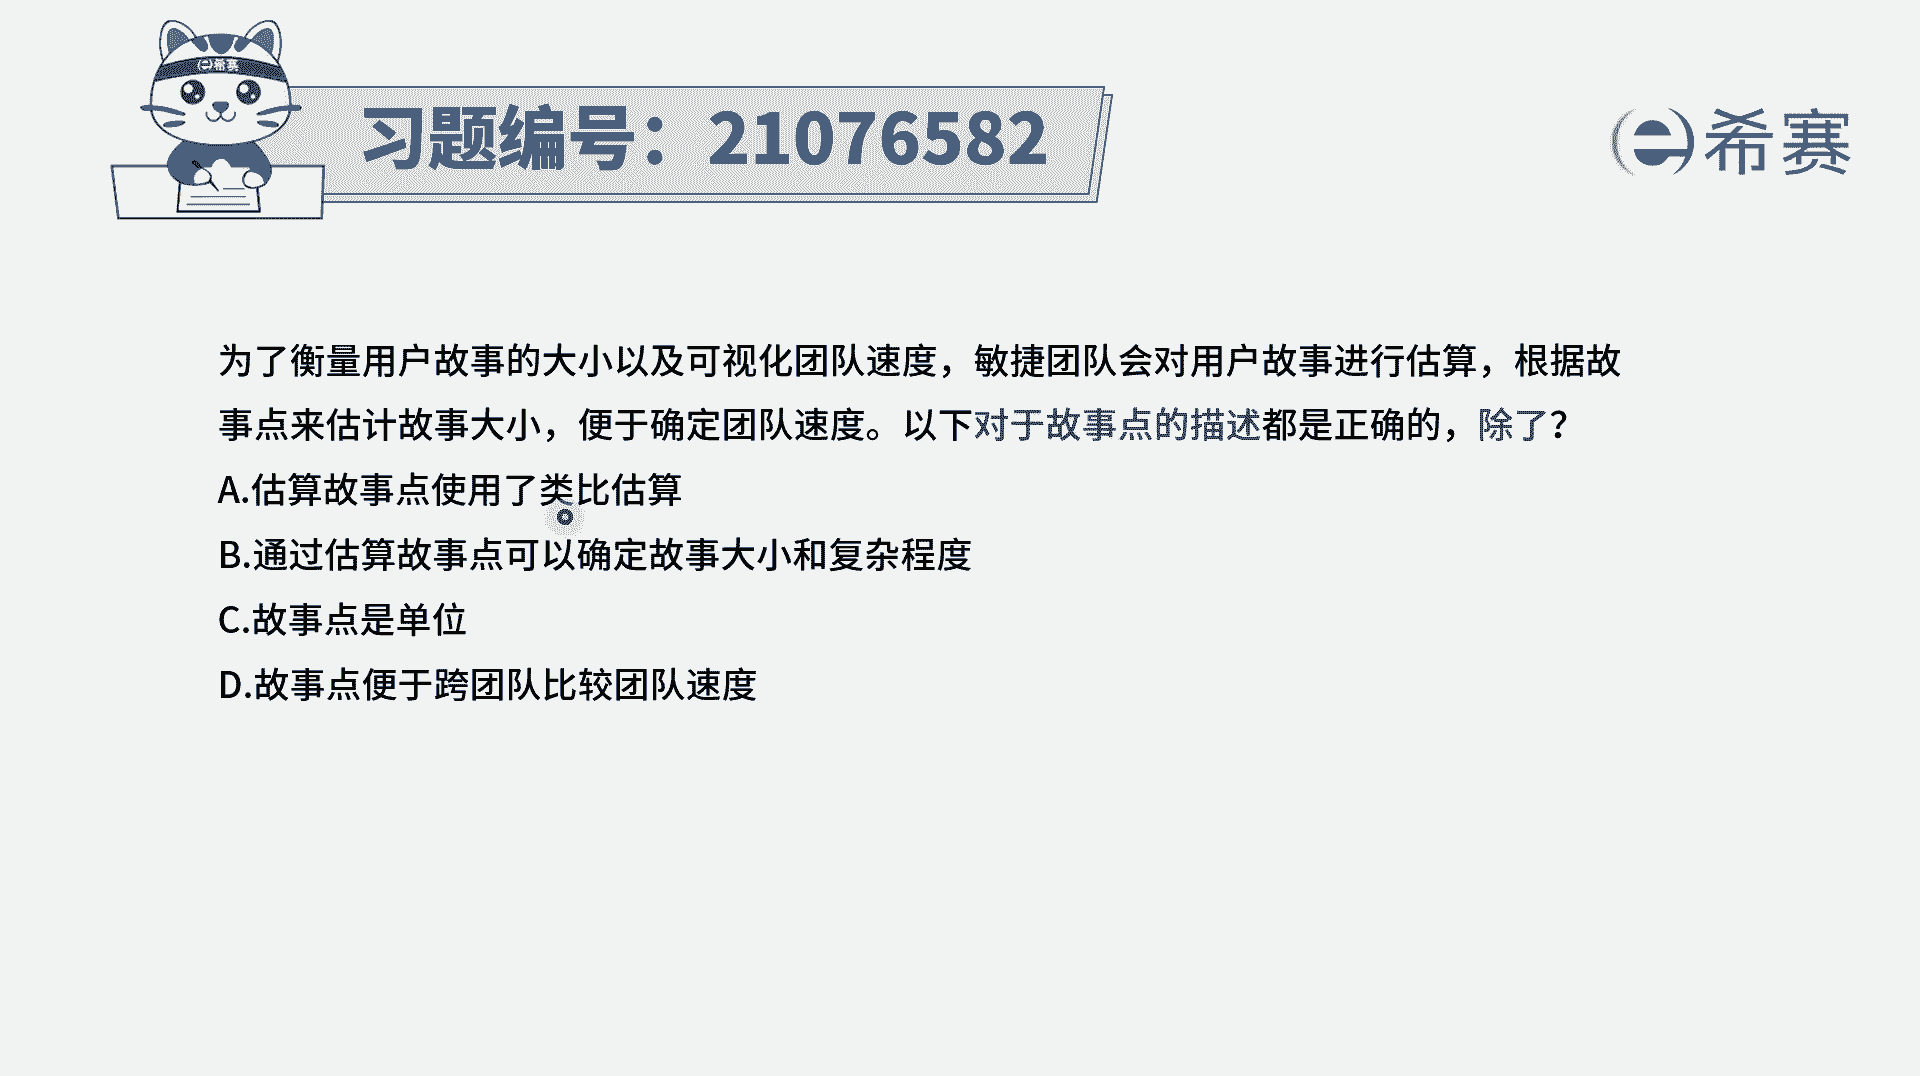 希赛
习题编号：21076582
希赛
为了衡量用户故事的大小以及可视化团队速度，敏捷团队会对用户故事进行估算，根据故
事点来估计故事大小，便于确定团队速度。以下对于故事点的描述都是正确的，除了？
A.估算故事点使用了类比估算
B.通过估算故事点可以确定故事大小和复杂程度
C.故事点是单位
D.故事点便于跨团队比较团队速度